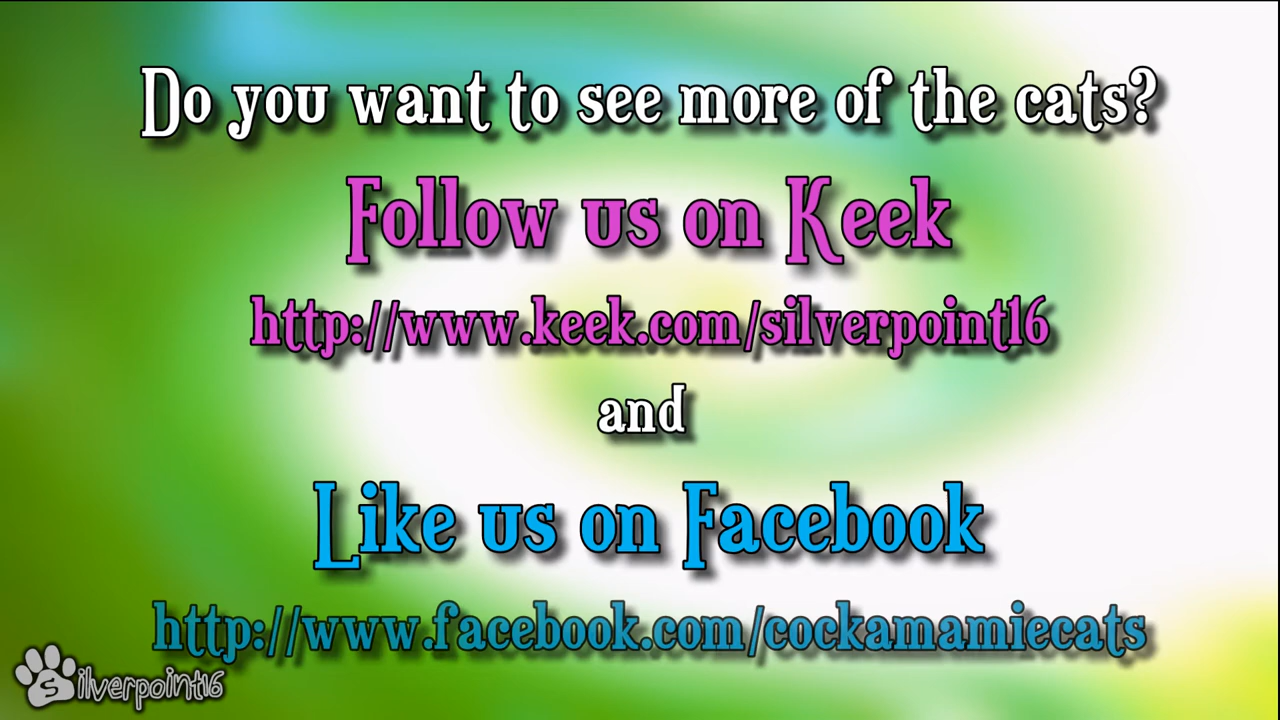 Do you want to see more of the cats?
Follow us on Keek
http://www.keek.com/silverpoint16
and
Like us on Facebook
http://www.facebook.com/cockamamiecats
Silverpoint16